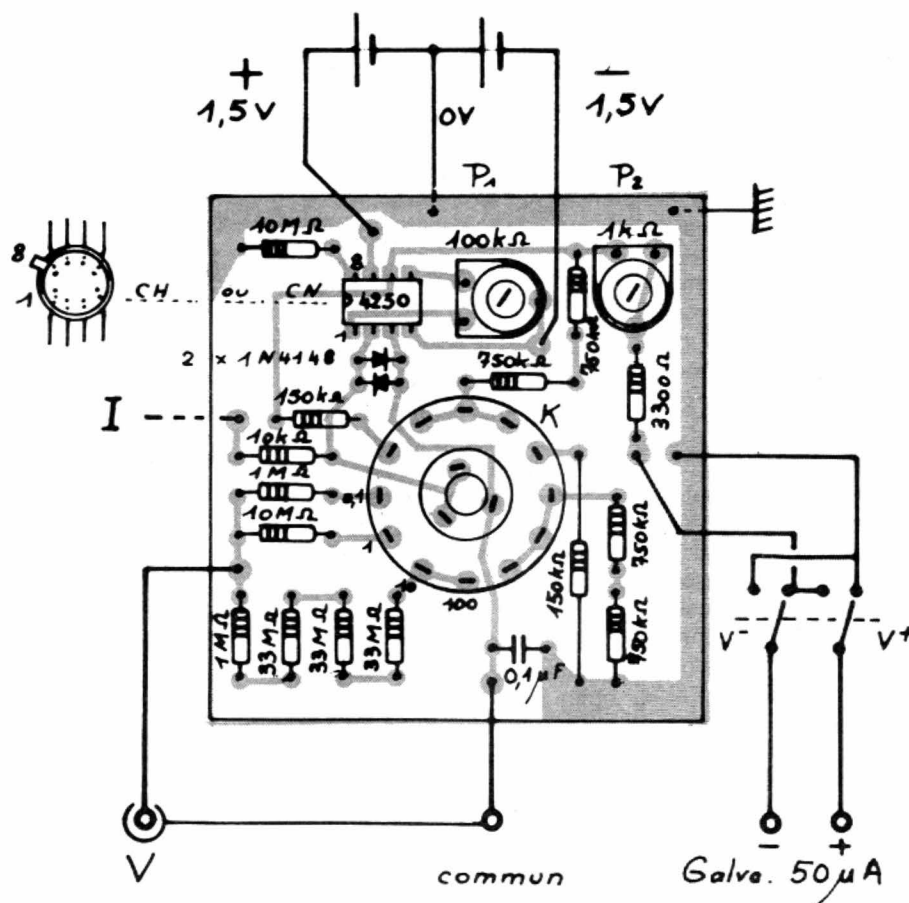 +
1,5V
0V
−
1,5V
P1
P2
10MΩ
100kΩ
1kΩ
8
8
1
CH ou CN
4250
1
750kΩ
2 × 1N4148
750kΩ
3300Ω
150kΩ
K
I
10kΩ
1MΩ
0,1
10MΩ
1
100
150kΩ
750kΩ
1MΩ
33MΩ
33MΩ
33MΩ
750kΩ
V-
V+
0,1µF
V
commun
−
+
Galva. 50µA